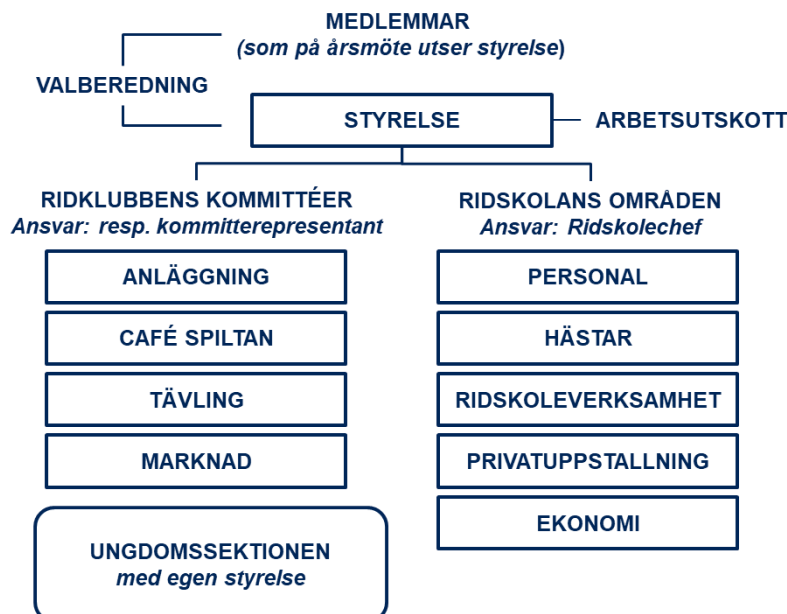 MEDLEMMAR
(som på årsmöte utser styrelse)
VALBEREDNING
STYRELSE
ARBETSUTSKOTT
RIDKLUBBENS KOMMITTÉER
Ansvar: resp. kommitterepresentant
ANLÄGGNING
CAFÉ SPILTAN
TÄVLING
MARKNAD
UNGDOMSSEKTIONEN
med egen styrelse
RIDSKOLANS OMRÅDEN
Ansvar: Ridskolechef
PERSONAL
HÄSTAR
RIDSKOLEVERKSAMHET
PRIVATUPPSTALLNING
EKONOMI